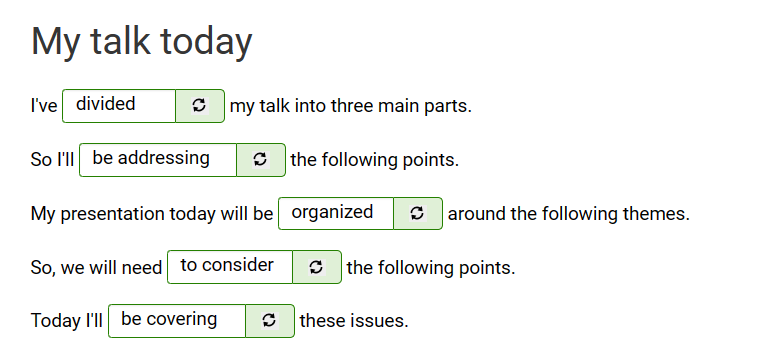 My talk today
I've divided my talk into three main parts.
So I'll be addressing the following points.
My presentation today will be organized around the following themes.
So, we will need to consider the following points.
Today I'll be covering these issues.